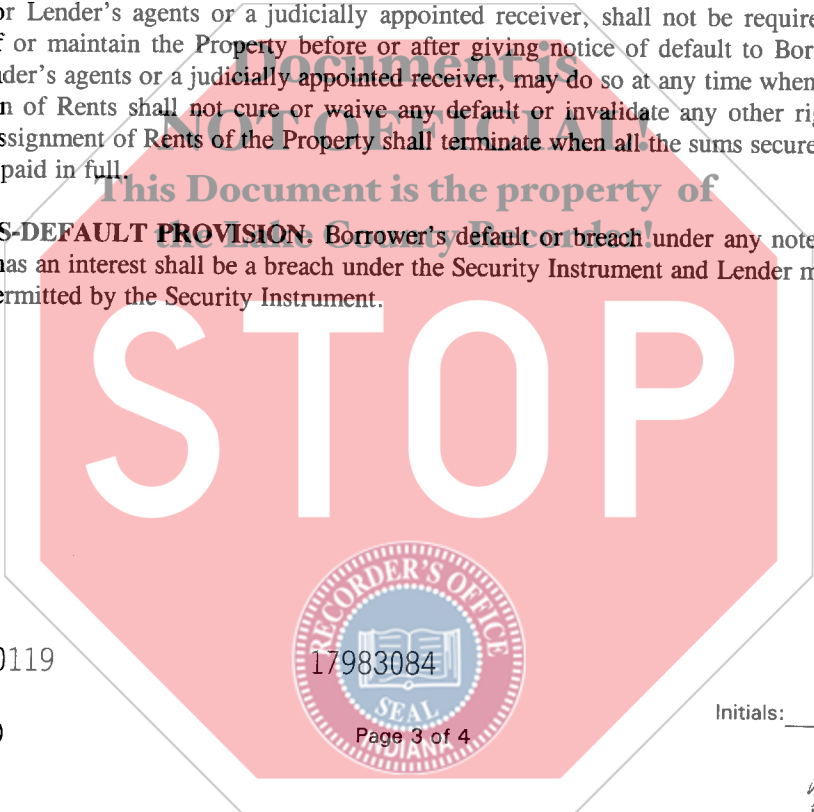 or Lender's agents or a judicially appointed receiver, shall not be require
f or maintain the Property before or after giving notice of default to Bor
der's agents or a judicially appointed receiver, may do so at any time when
n of Rents shall not cure or waive any default or invalidate any other rig
ssignment of Rents of the Property shall terminate when all the sums secure
paid in full.
S-DEFAULT PROVISION. Borrower's default or breach under any note
has an interest shall be a breach under the Security Instrument and Lender m
ermitted by the Security Instrument.
Document is
NOT OFFICIAL!
This Document is the property of
the Lake County Recorder!
STOP
RECORDER'S OFFICE
SEAL
INDIANA
0119
17983084
Initials:
Page 3 of 4